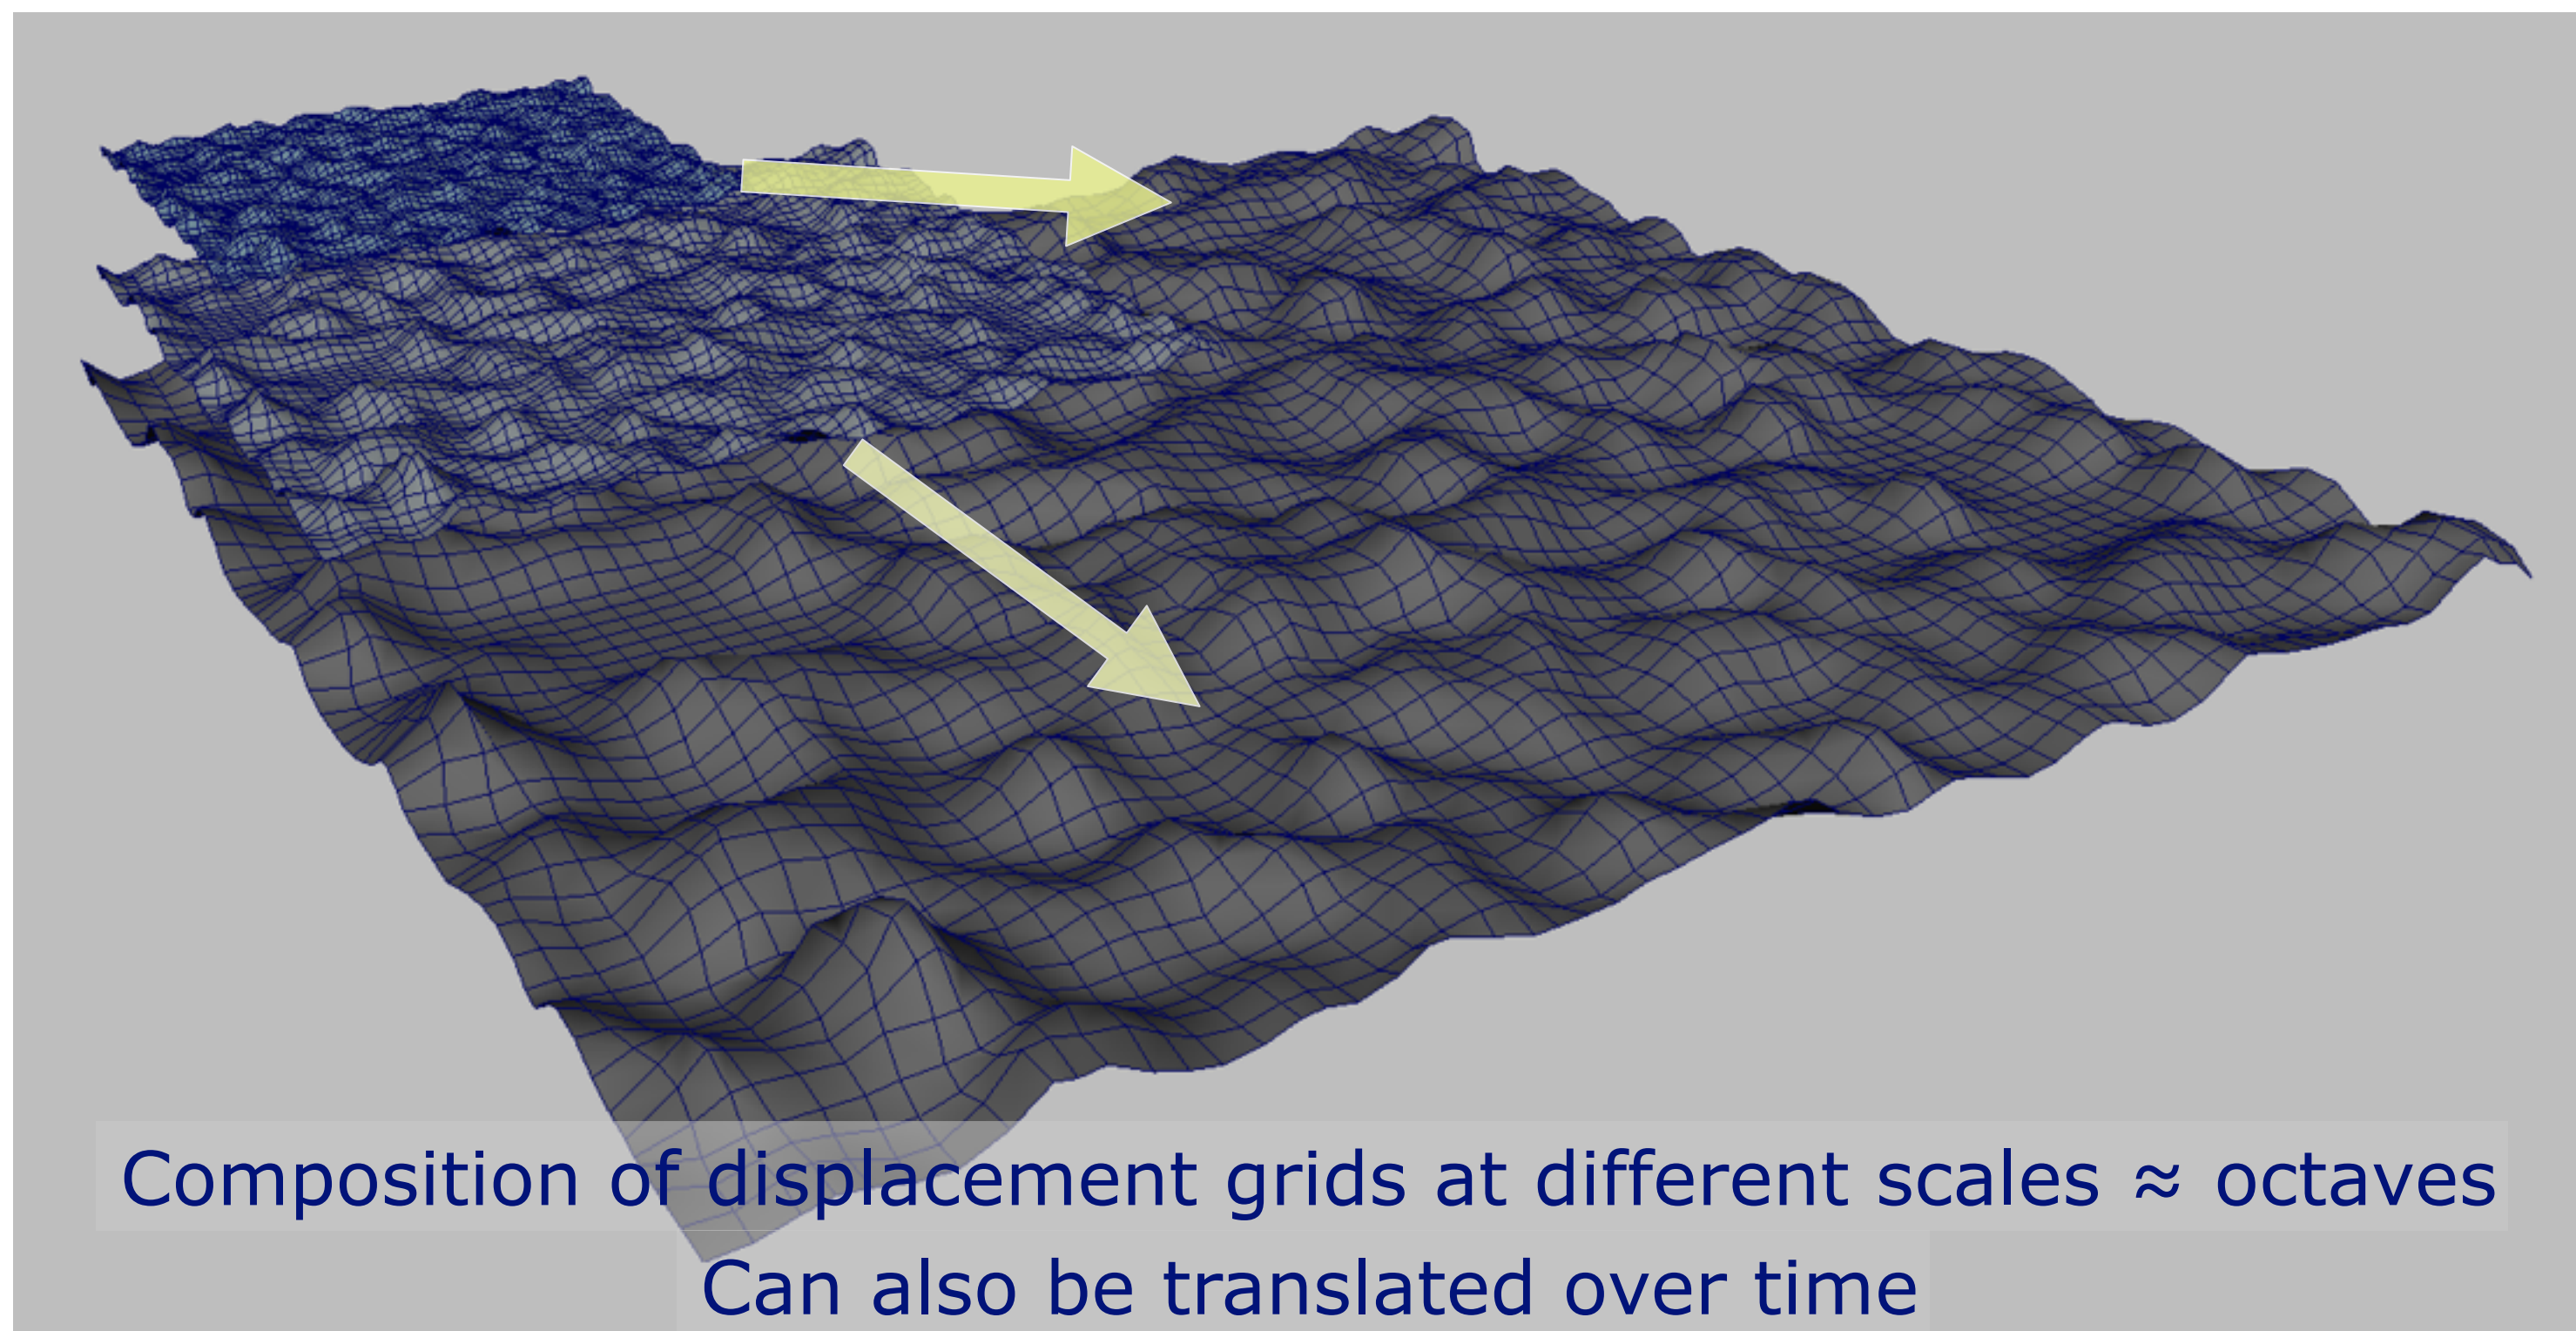 Composition of displacement grids at different scales ≈ octaves
Can also be translated over time